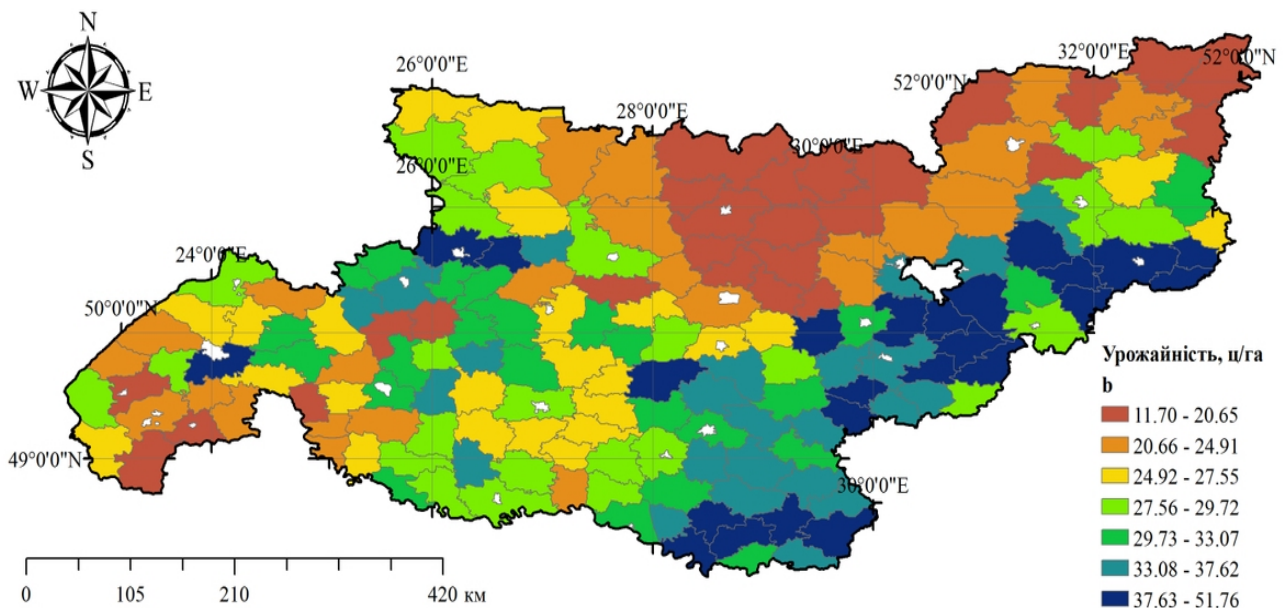 N
W E
S
26°0'0"E
26°0'0"E
28°0'0"E
30°0'0"E
32°0'0"E
52°0'0"N
52°0'0"N
24°0'0"E
50°0'0"N
49°0'0"N
30°0'0"E
Урожайність, ц/га
b
11.70 - 20.65
20.66 - 24.91
24.92 - 27.55
27.56 - 29.72
29.73 - 33.07
33.08 - 37.62
37.63 - 51.76
0 105 210 420 км